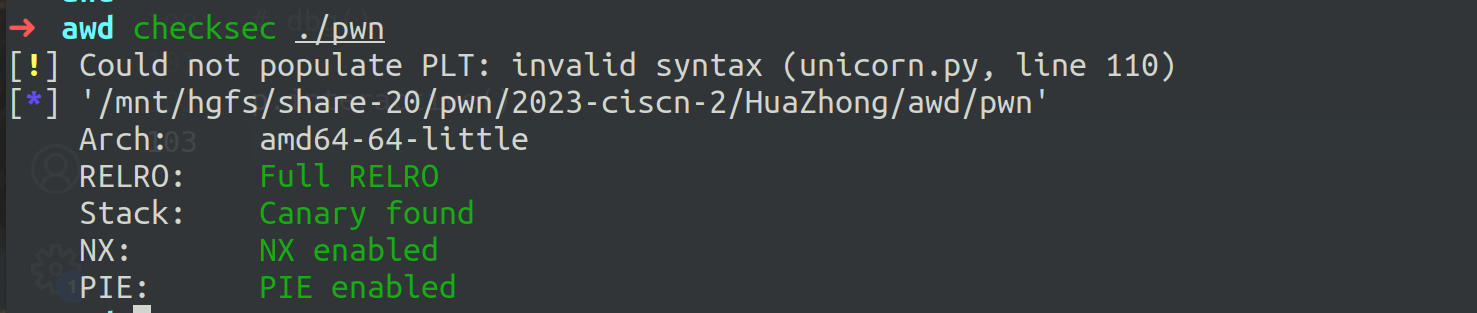 ➜ awd checksec ./pwn
[!] Could not populate PLT: invalid syntax (unicorn.py, line 110)
[*] '/mnt/hgfs/share-20/pwn/2023-ciscn-2/HuaZhong/awd/pwn'
Arch: amd64-64-little
RELRO: Full RELRO
Stack: Canary found
NX: NX enabled
PIE: PIE enabled